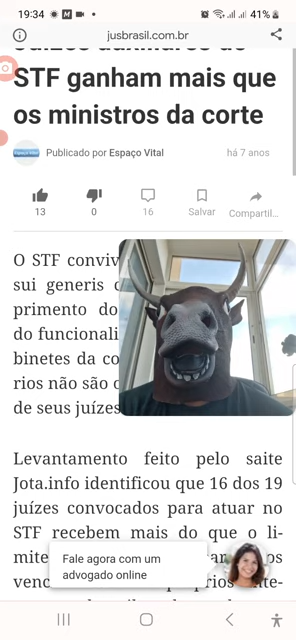 19:34
41%
jusbrasil.com.br
STF ganham mais que
os ministros da corte
Espaço Vital
Publicado por Espaço Vital
há 7 anos
13
0
16
Salvar
Compartil...
O STF conviv
sui generis
primento do
do funcionali
binetes da co
rios não são
de seus juízes
Levantamento feito pelo saite
Jota.info identificou que 16 dos 19
juízes convocados para atuar no
STF recebem mais do que o li-
mite
Fale agora com um
advogado online